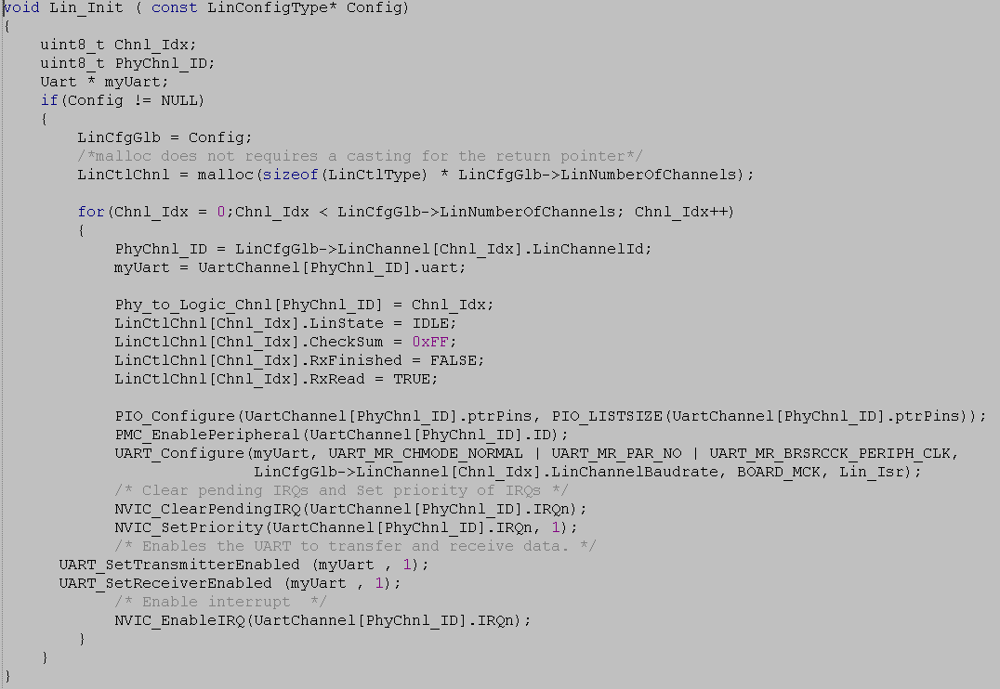 void Lin_Init ( const LinConfigType* Config)
{
    uint8_t Chnl_Idx;
    uint8_t PhyChnl_ID;
    Uart * myUart;
    if(Config != NULL)
    {
        LinCfgGlb = Config;
        /*malloc does not requires a casting for the return pointer*/
        LinCtlChnl = malloc(sizeof(LinCtlType) * LinCfgGlb->LinNumberOfChannels);

        for(Chnl_Idx = 0;Chnl_Idx < LinCfgGlb->LinNumberOfChannels; Chnl_Idx++)
        {
            PhyChnl_ID = LinCfgGlb->LinChannel[Chnl_Idx].LinChannelId;
            myUart = UartChannel[PhyChnl_ID].uart;

            Phy_to_Logic_Chnl[PhyChnl_ID] = Chnl_Idx;
            LinCtlChnl[Chnl_Idx].LinState = IDLE;
            LinCtlChnl[Chnl_Idx].CheckSum = 0xFF;
            LinCtlChnl[Chnl_Idx].RxFinished = FALSE;
            LinCtlChnl[Chnl_Idx].RxRead = TRUE;

            PIO_Configure(UartChannel[PhyChnl_ID].ptrPins, PIO_LISTSIZE(UartChannel[PhyChnl_ID].ptrPins));
            PMC_EnablePeripheral(UartChannel[PhyChnl_ID].ID);
            UART_Configure(myUart, UART_MR_CHMODE_NORMAL | UART_MR_PAR_NO | UART_MR_BRSRCCK_PERIPH_CLK,
                           LinCfgGlb->LinChannel[Chnl_Idx].LinChannelBaudrate, BOARD_MCK, Lin_Isr);
            /* Clear pending IRQs and Set priority of IRQs */
            NVIC_ClearPendingIRQ(UartChannel[PhyChnl_ID].IRQn);
            NVIC_SetPriority(UartChannel[PhyChnl_ID].IRQn, 1);
            /* Enables the UART to transfer and receive data. */
      UART_SetTransmitterEnabled (myUart , 1);
      UART_SetReceiverEnabled (myUart , 1);
            /* Enable interrupt  */
            NVIC_EnableIRQ(UartChannel[PhyChnl_ID].IRQn);
        }
    }
}